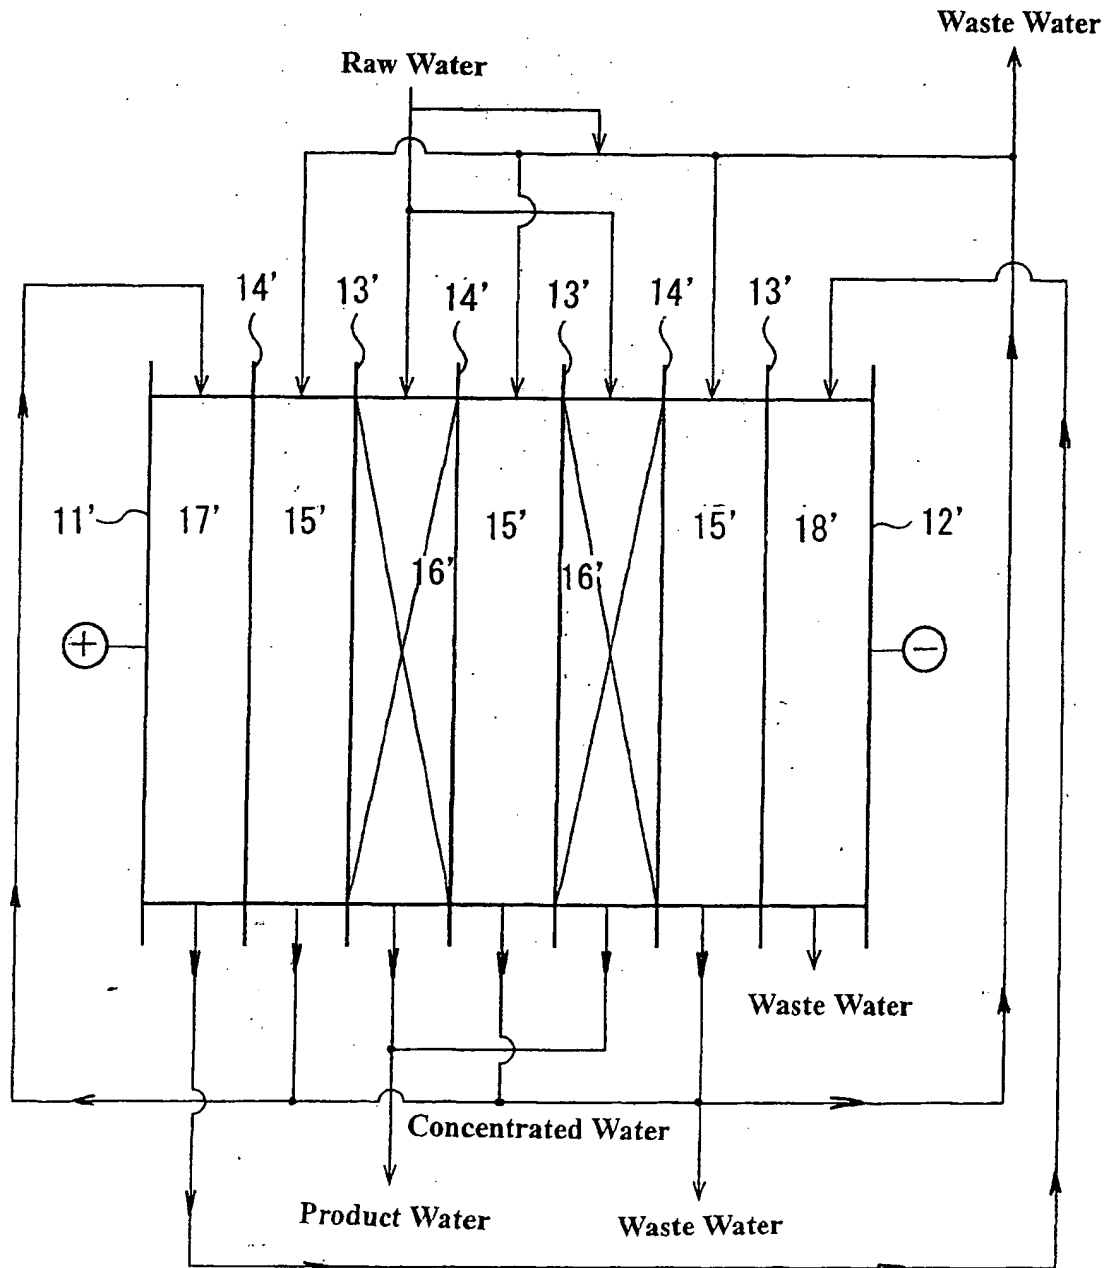 Waste Water
Raw Water
14' 13' 14' 13' 14' 13'
11' 17' 15' 15' 15' 18' 12'
16' 16'
+ −
Waste Water
Concentrated Water
Product Water
Waste Water